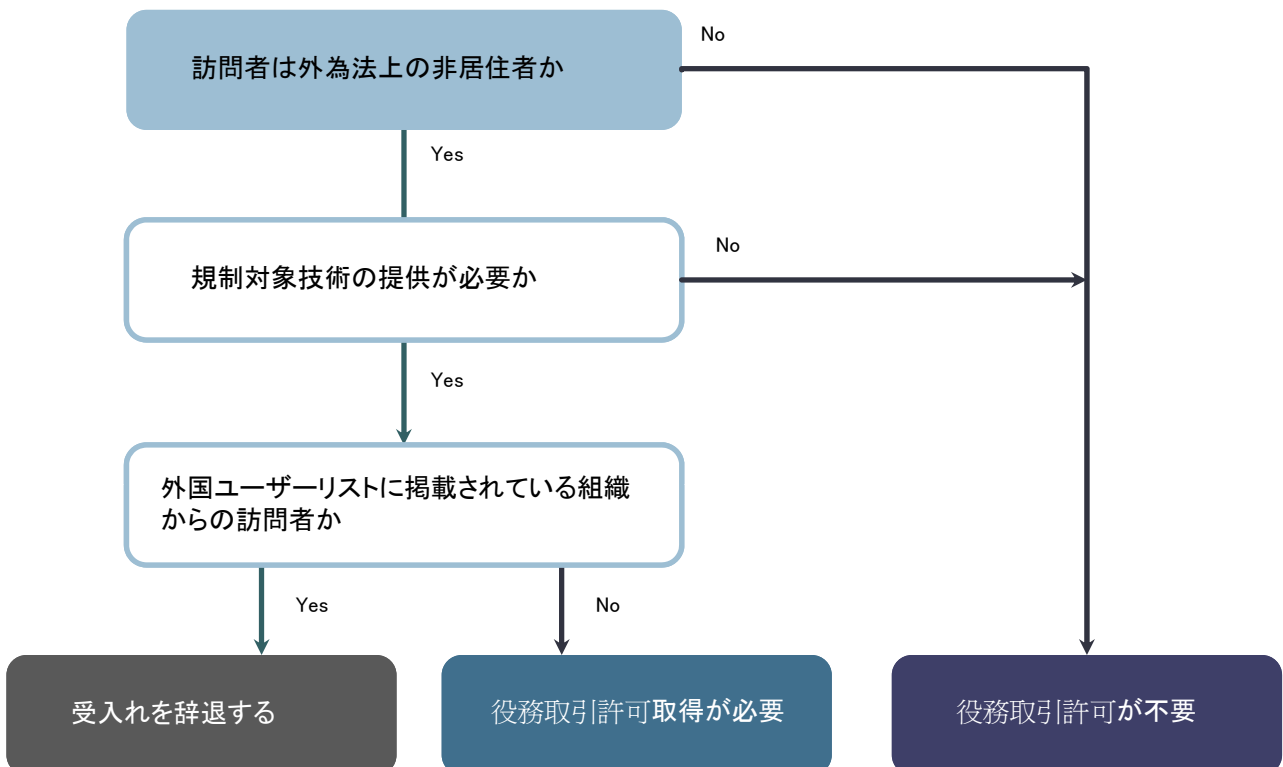 訪問者は外為法上の非居住者か
No
Yes
規制対象技術の提供が必要か
No
Yes
外国ユーザーリストに掲載されている組織
からの訪問者か
Yes
No
受入れを辞退する
役務取引許可取得が必要
役務取引許可が不要